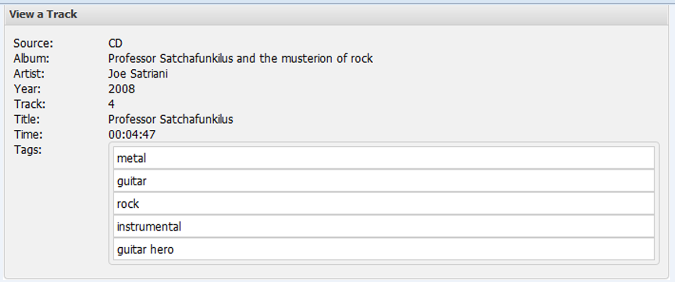 View a Track
Source: CD
Album: Professor Satchafunkilus and the musterion of rock
Artist: Joe Satriani
Year: 2008
Track: 4
Title: Professor Satchafunkilus
Time: 00:04:47
Tags:
metal
guitar
rock
instrumental
guitar hero